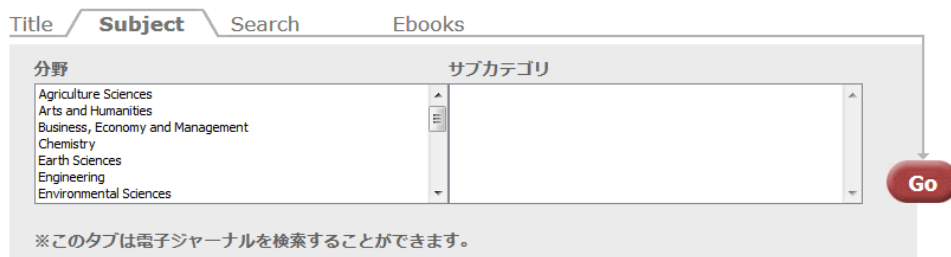 Title Subject Search Ebooks
分野 サブカテゴリ
Agriculture Sciences
Arts and Humanities
Business, Economy and Management
Chemistry
Earth Sciences
Engineering
Environmental Sciences
Go
※このタブは電子ジャーナルを検索することができます。